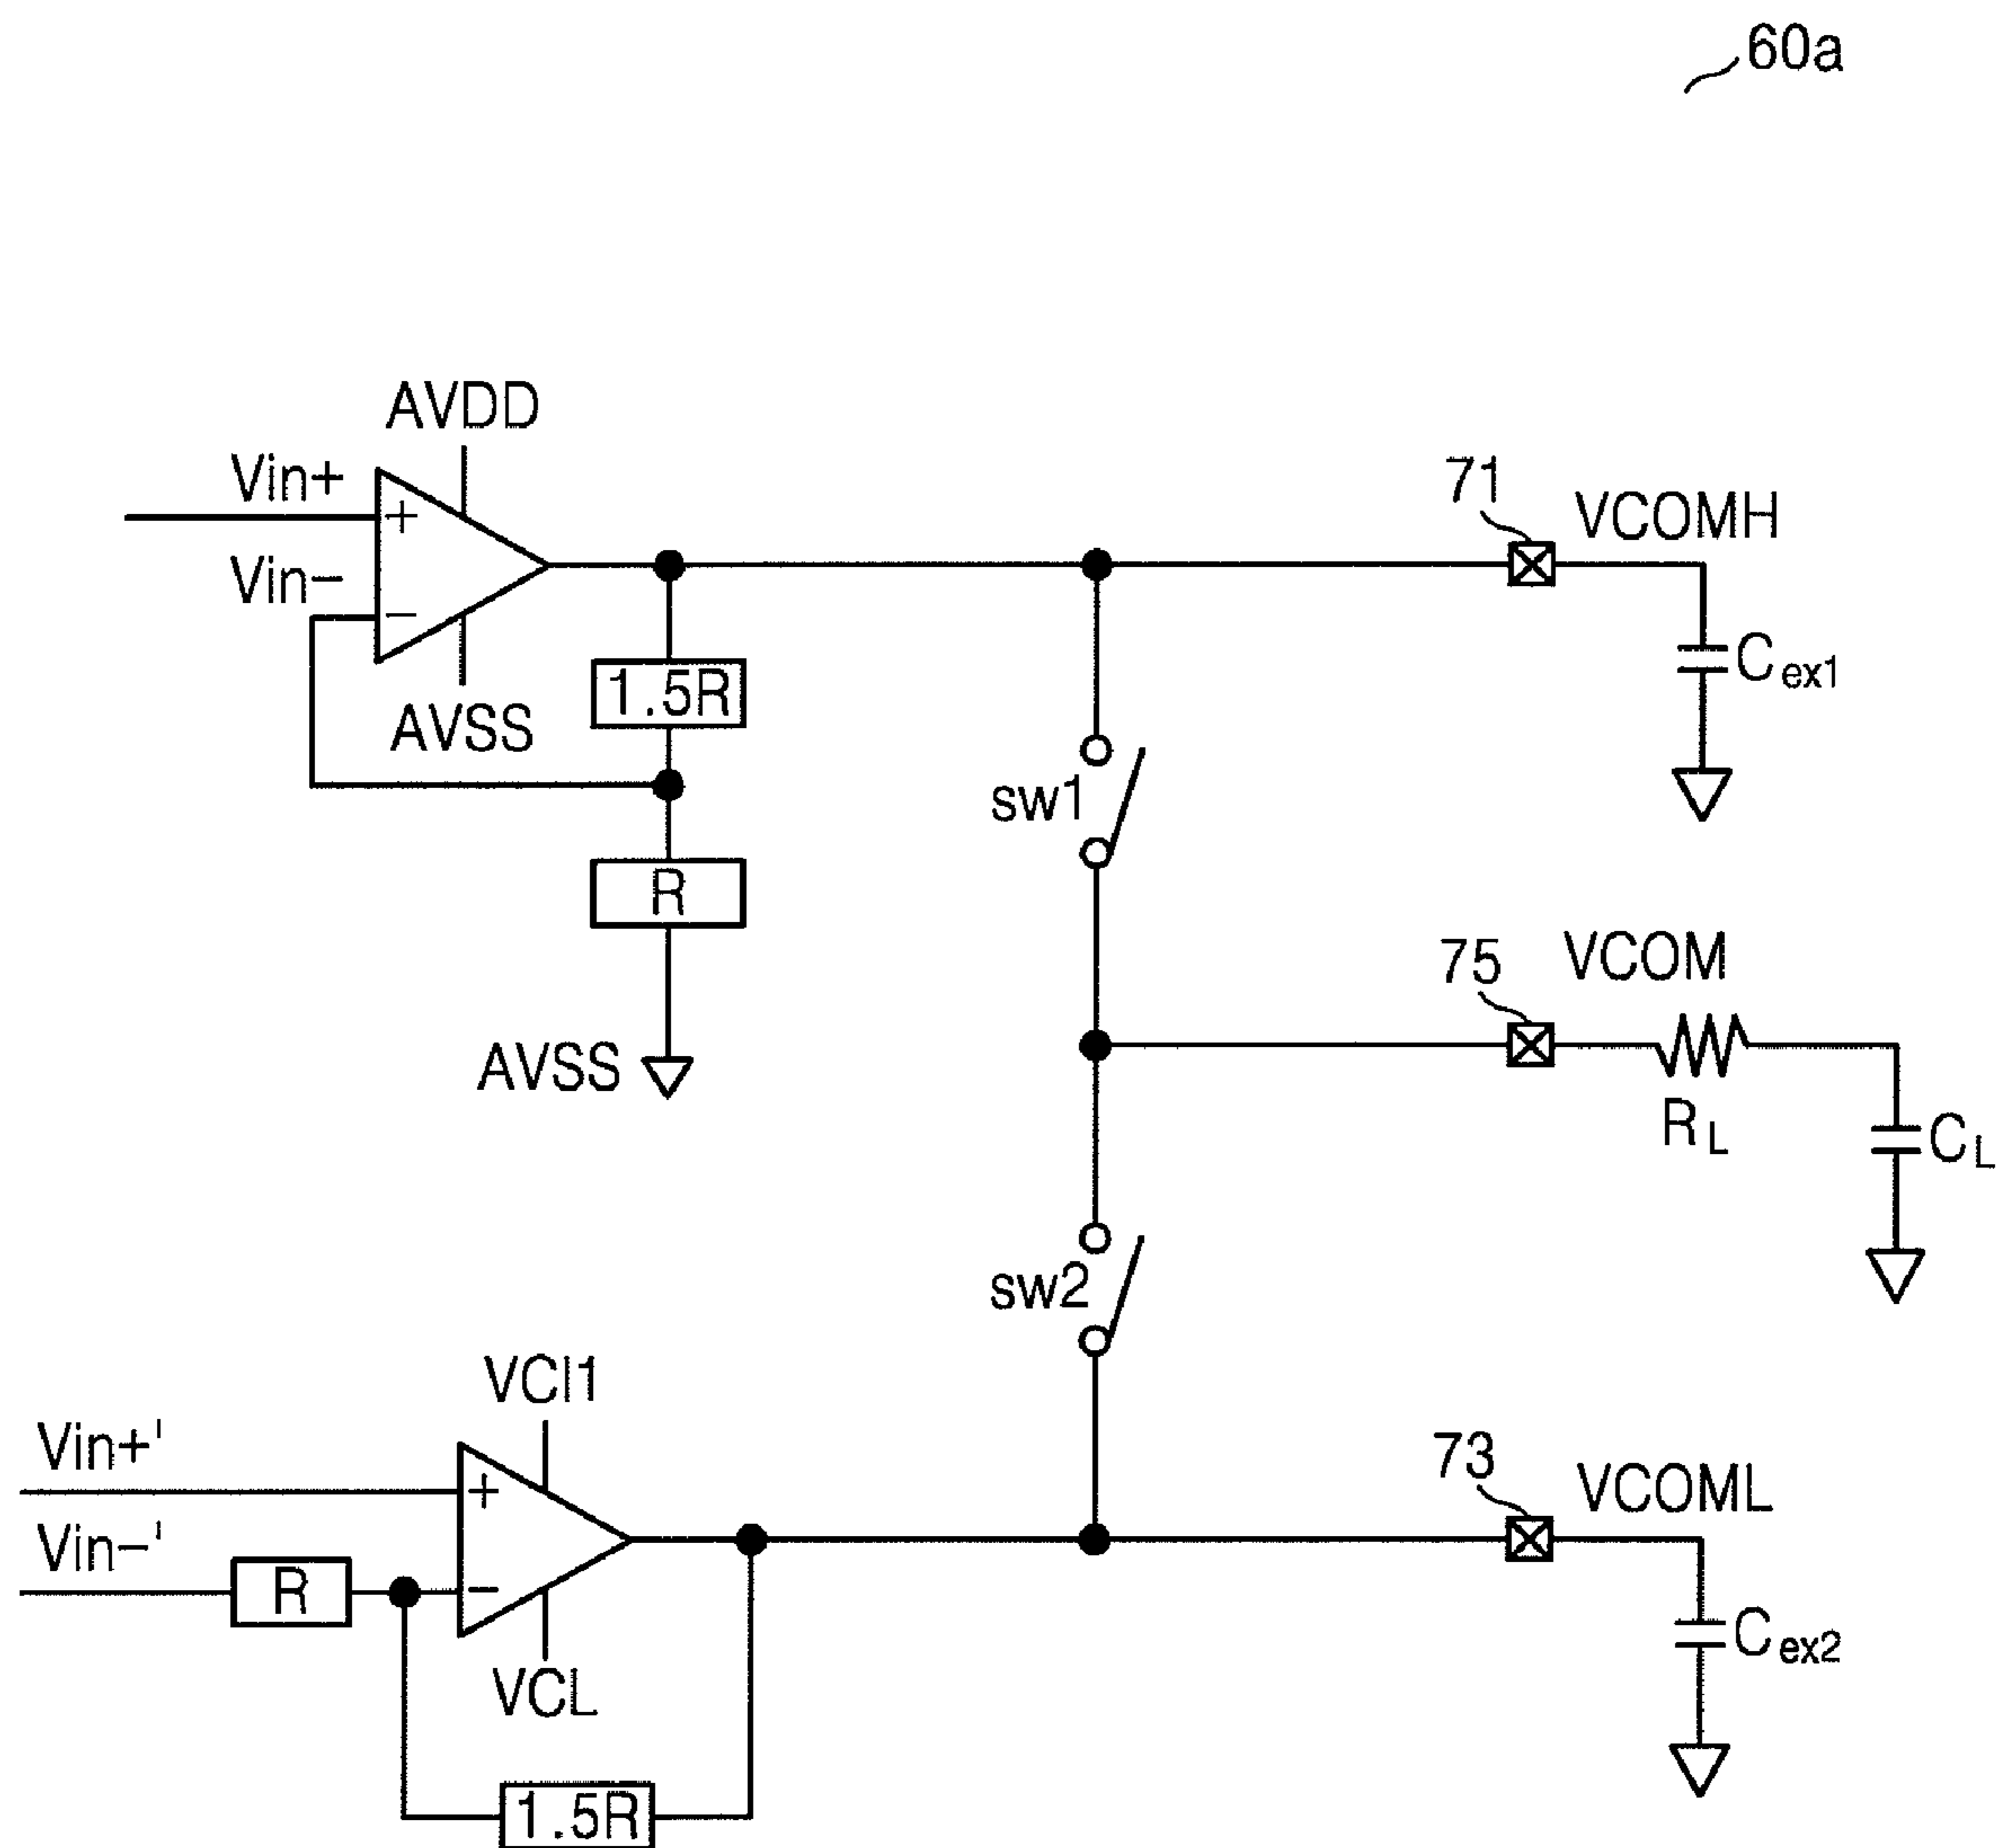 60a
AVDD
Vin+
+
Vin−
−
AVSS
1.5R
R
AVSS
71
VCOMH
Cex1
sw1
75
VCOM
RL
CL
sw2
VCI1
Vin+'
+
Vin−'
R
−
VCL
1.5R
73
VCOML
Cex2